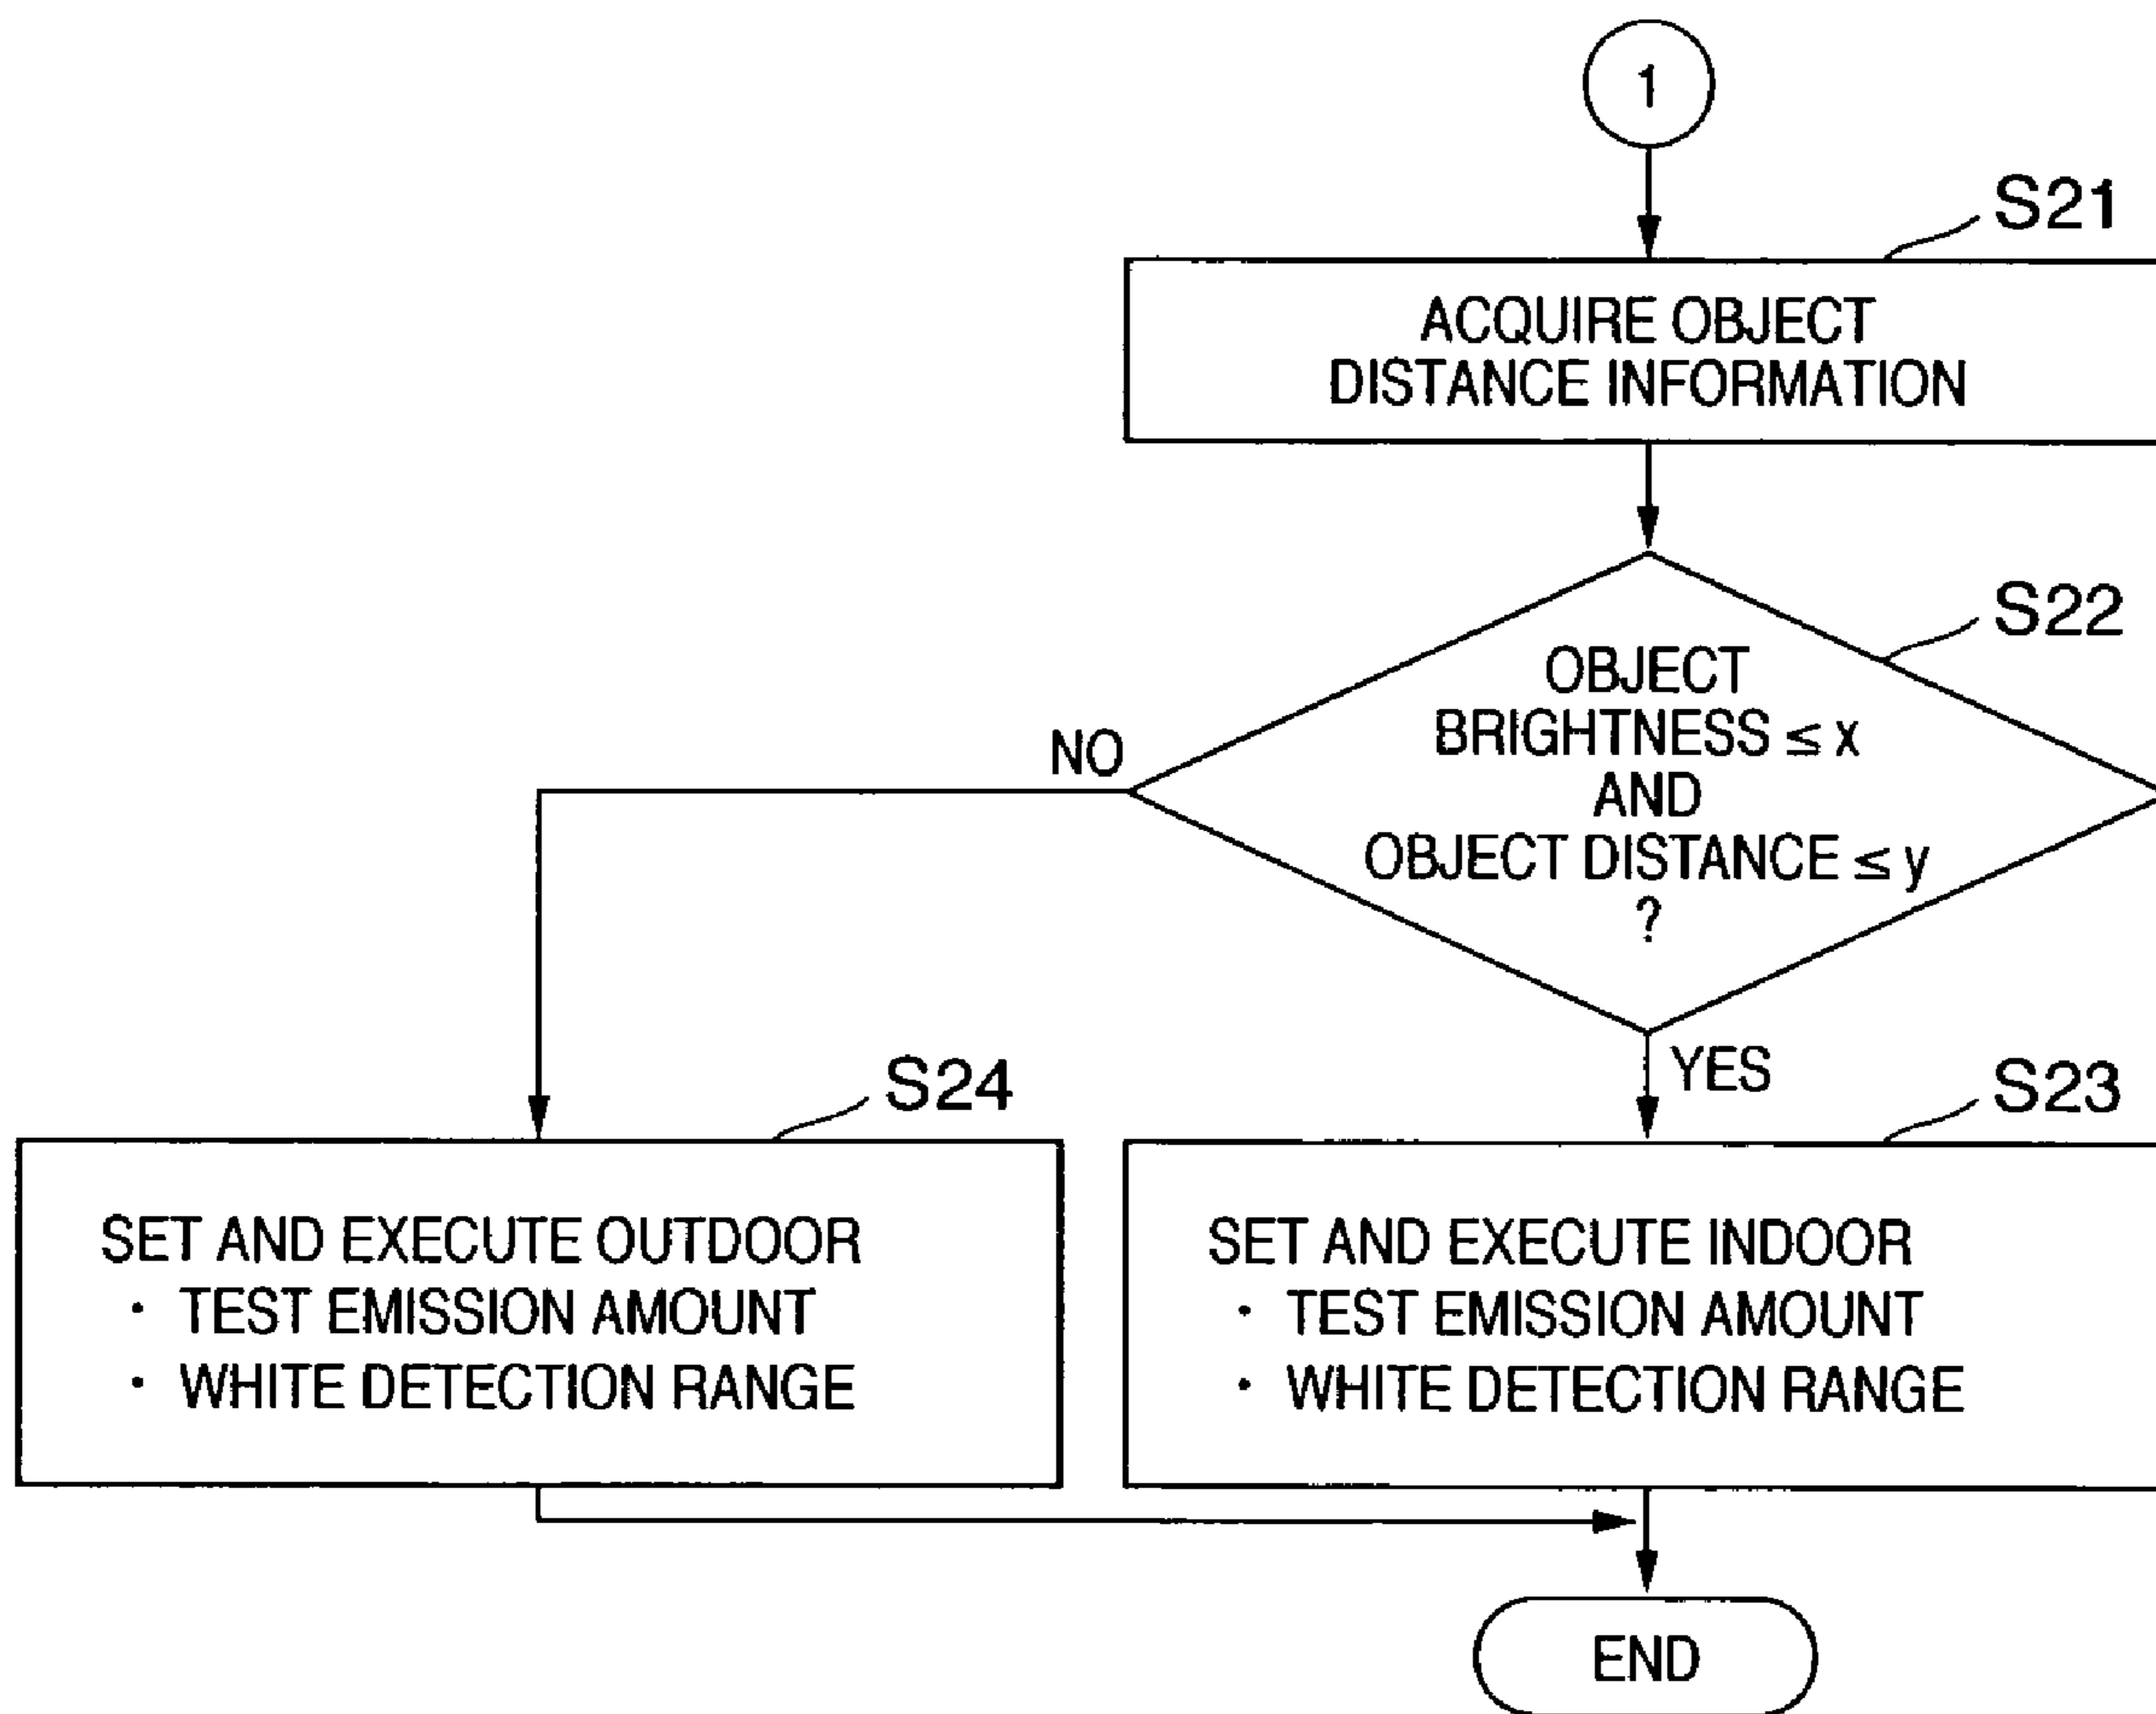 1
S21
ACQUIRE OBJECT
DISTANCE INFORMATION
S22
OBJECT
BRIGHTNESS ≤ x
AND
OBJECT DISTANCE ≤ y
?
NO
YES
S24
SET AND EXECUTE OUTDOOR
· TEST EMISSION AMOUNT
· WHITE DETECTION RANGE
S23
SET AND EXECUTE INDOOR
· TEST EMISSION AMOUNT
· WHITE DETECTION RANGE
END